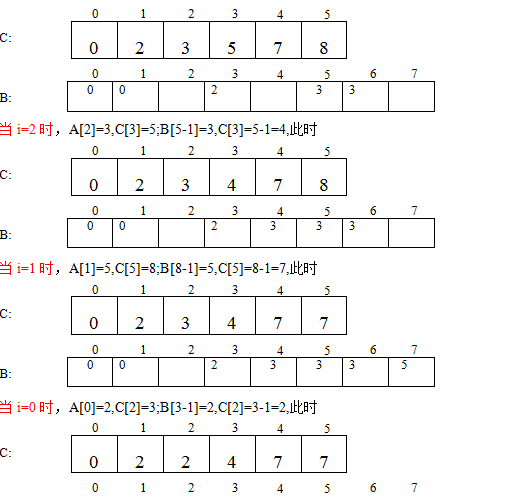 0 1 2 3 4 5
C: 0 2 3 5 7 8
0 1 2 3 4 5 6 7
B: 0 0 2 3 3
当 i=2 时，A[2]=3,C[3]=5;B[5-1]=3,C[3]=5-1=4,此时
0 1 2 3 4 5
C: 0 2 3 4 7 8
0 1 2 3 4 5 6 7
B: 0 0 2 3 3 3
当 i=1 时，A[1]=5,C[5]=8;B[8-1]=5,C[5]=8-1=7,此时
0 1 2 3 4 5
C: 0 2 3 4 7 7
0 1 2 3 4 5 6 7
B: 0 0 2 3 3 3 5
当 i=0 时，A[0]=2,C[2]=3;B[3-1]=2,C[2]=3-1=2,此时
0 1 2 3 4 5
C: 0 2 2 4 7 7
0 1 2 3 4 5 6 7